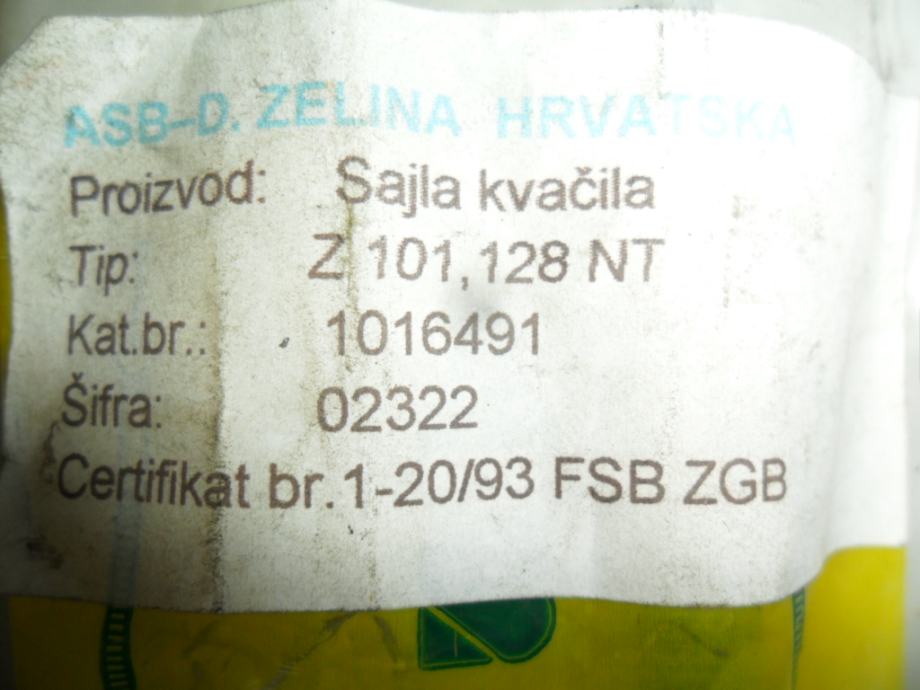 ASB-D. ZELINA HRVATSKA
Proizvod: Sajla kvačila
Tip: Z 101,128 NT
Kat.br.: 1016491
Šifra: 02322
Certifikat br.1-20/93 FSB ZGB